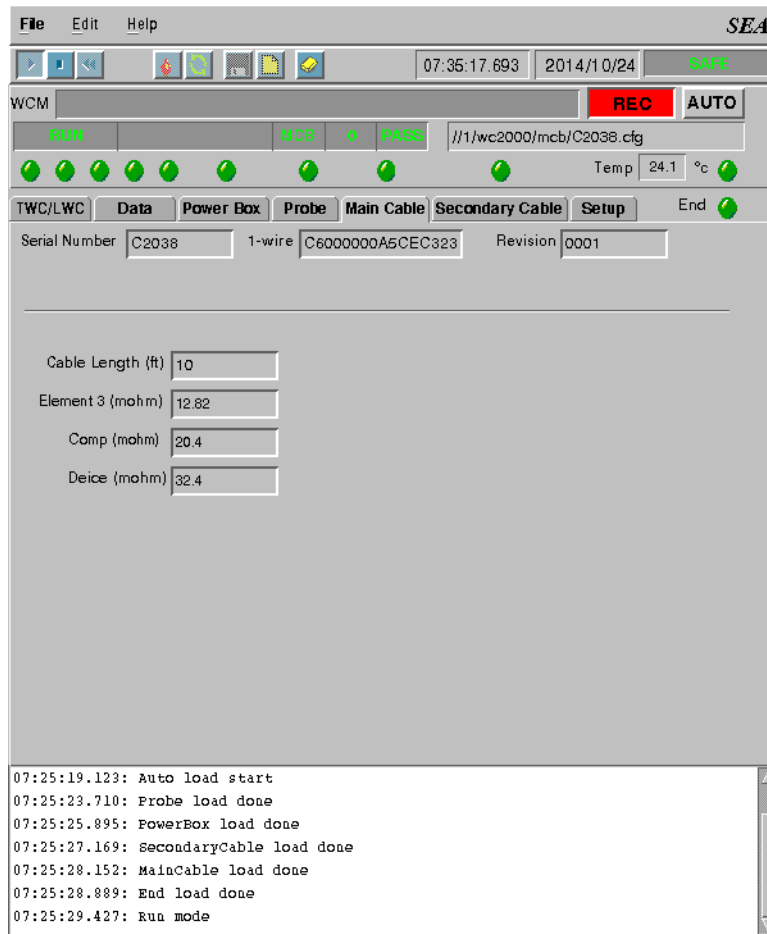 File Edit Help SEA
07:35:17.693 2014/10/24 SAFE
WCM REC AUTO
RUN MCB 0 PASS //1/wc2000/mcb/C2038.cfg
Temp 24.1 °c
TWC/LWC Data Power Box Probe Main Cable Secondary Cable Setup End
Serial Number C2038 1-wire C6000000A5CEC323 Revision 0001
Cable Length (ft) 10
Element 3 (mohm) 12.82
Comp (mohm) 20.4
Deice (mohm) 32.4
07:25:19.123: Auto load start
07:25:23.710: Probe load done
07:25:25.895: PowerBox load done
07:25:27.169: SecondaryCable load done
07:25:28.152: MainCable load done
07:25:28.889: End load done
07:25:29.427: Run mode